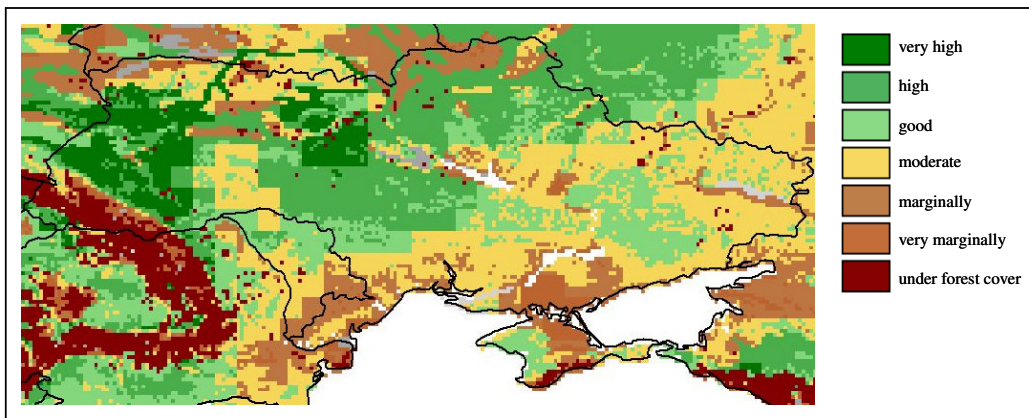 very high
high
good
moderate
marginally
very marginally
under forest cover